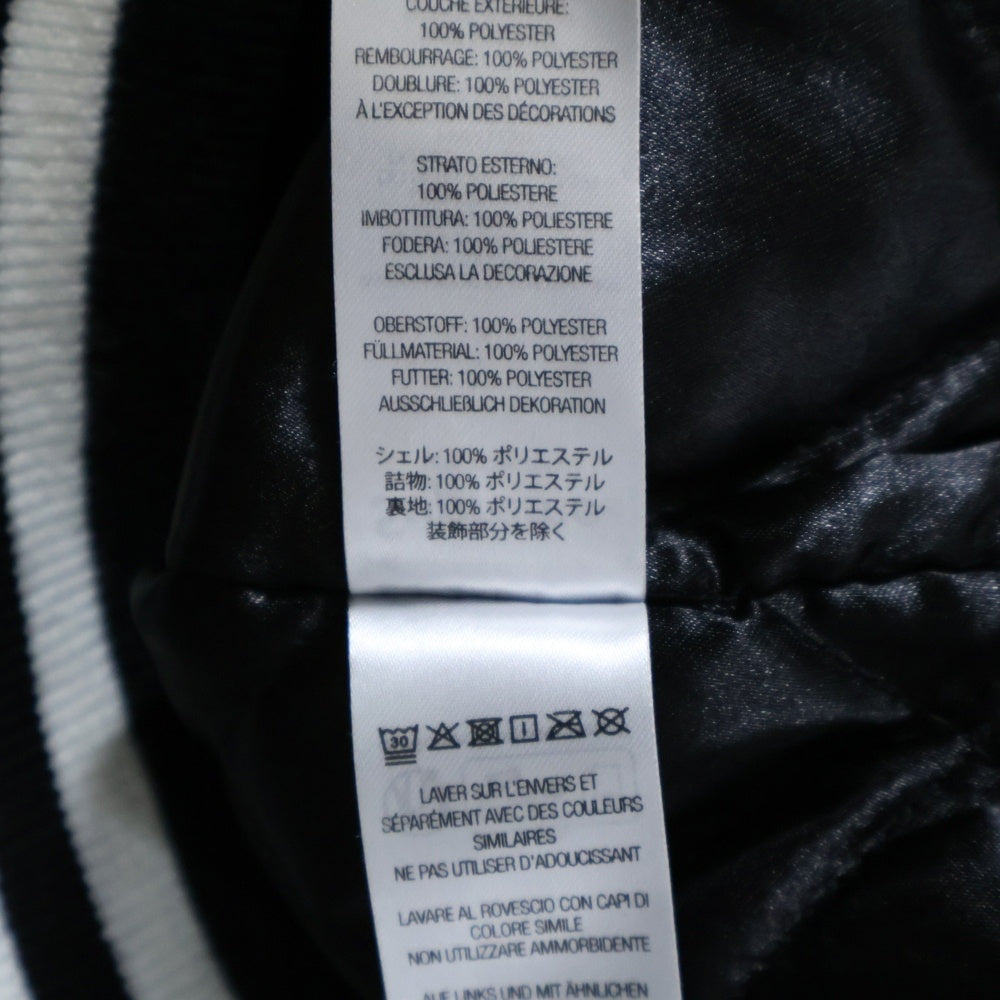 COUCHE EXTÉRIEURE:
100% POLYESTER
REMBOURRAGE: 100% POLYESTER
DOUBLURE: 100% POLYESTER
À L'EXCEPTION DES DÉCORATIONS
STRATO ESTERNO:
100% POLIESTERE
IMBOTTITURA: 100% POLIESTERE
FODERA: 100% POLIESTERE
ESCLUSA LA DECORAZIONE
OBERSTOFF: 100% POLYESTER
FÜLLMATERIAL: 100% POLYESTER
FUTTER: 100% POLYESTER
AUSSCHLIEßLICH DEKORATION
シェル: 100% ポリエステル
詰物: 100% ポリエステル
裏地: 100% ポリエステル
装飾部分を除く
30
LAVER SUR L'ENVERS ET
SÉPARÉMENT AVEC DES COULEURS
SIMILAIRES
NE PAS UTILISER D'ADOUCISSANT
LAVARE AL ROVESCIO CON CAPI DI
COLORE SIMILE
NON UTILIZZARE AMMORBIDENTE
AUF LINKS UND MIT ÄHNLICHEN